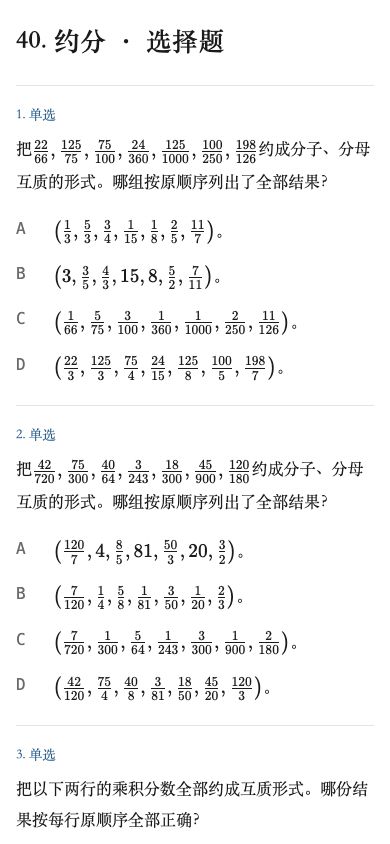 40. 约分 · 选择题
1. 单选
把22/66, 125/75, 75/100, 24/360, 125/1000, 100/250, 198/126约成分子、分母
互质的形式。哪组按原顺序列出了全部结果?
A (1/3, 5/3, 3/4, 1/15, 1/8, 2/5, 11/7)。
B (3, 3/5, 4/3, 15, 8, 5/2, 7/11)。
C (1/66, 5/75, 3/100, 1/360, 1/1000, 2/250, 11/126)。
D (22/3, 125/3, 75/4, 24/15, 125/8, 100/5, 198/7)。
2. 单选
把42/720, 75/300, 40/64, 3/243, 18/300, 45/900, 120/180约成分子、分母
互质的形式。哪组按原顺序列出了全部结果?
A (120/7, 4, 8/5, 81, 50/3, 20, 3/2)。
B (7/120, 1/4, 5/8, 1/81, 3/50, 1/20, 2/3)。
C (7/720, 1/300, 5/64, 1/243, 3/300, 1/900, 2/180)。
D (42/120, 75/4, 40/8, 3/81, 18/50, 45/20, 120/3)。
3. 单选
把以下两行的乘积分数全部约成互质形式。哪份结
果按每行原顺序全部正确?